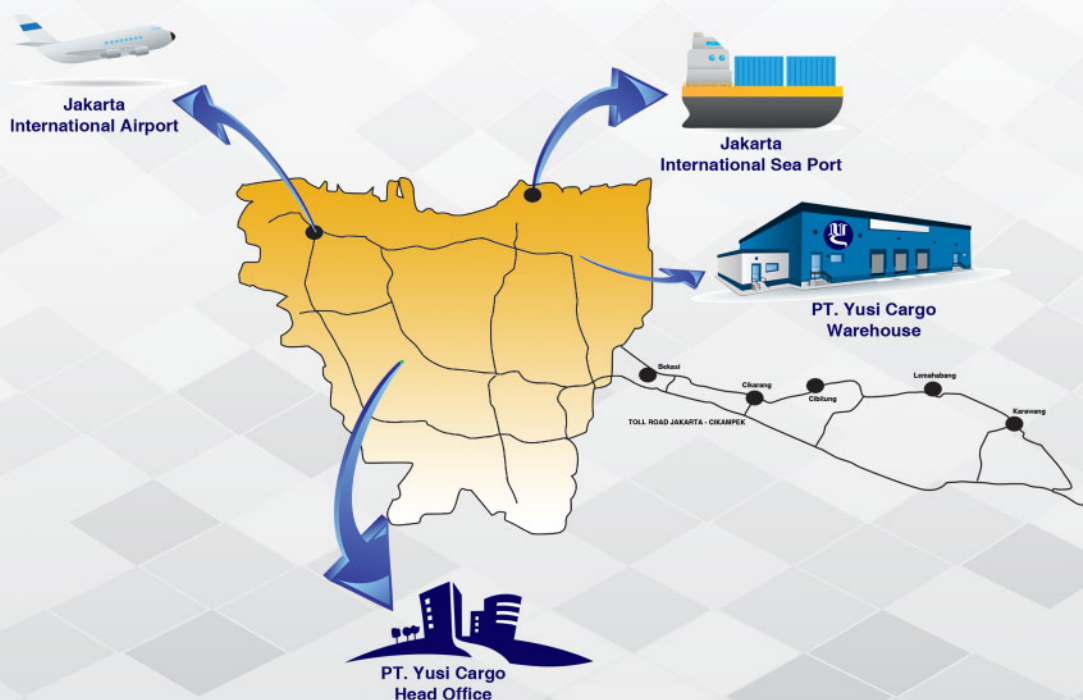 Jakarta
International Airport
Jakarta
International Sea Port
PT. Yusi Cargo
Warehouse
Bekasi
Cikarang
Cibitung
Lemahabang
Karawang
TOLL ROAD JAKARTA - CIKAMPEK
PT. Yusi Cargo
Head Office